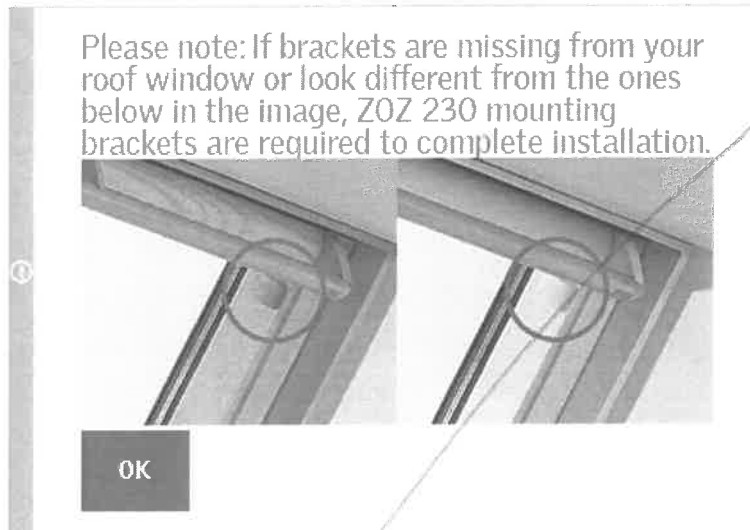 Please note: If brackets are missing from your
roof window or look different from the ones
below in the image, ZOZ 230 mounting
brackets are required to complete installation.
OK